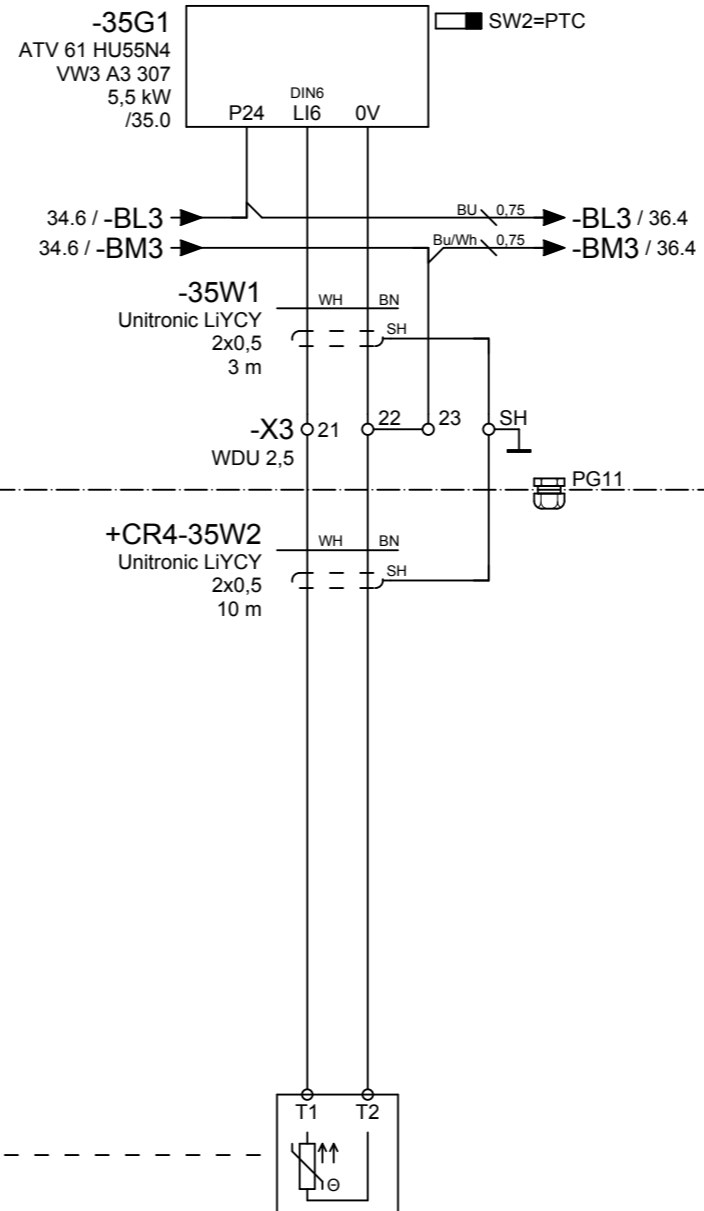 -35G1
ATV 61 HU55N4
VW3 A3 307
5,5 kW
/35.0
SW2=PTC
DIN6
P24 LI6 0V
34.6 / -BL3 BU 0,75 -BL3 / 36.4
34.6 / -BM3 Bu/Wh 0,75 -BM3 / 36.4
-35W1 WH BN
Unitronic LiYCY SH
2x0,5
3 m
-X3 21 22 23 SH
WDU 2,5
PG11
+CR4-35W2 WH BN
Unitronic LiYCY SH
2x0,5
10 m
T1 T2
Θ